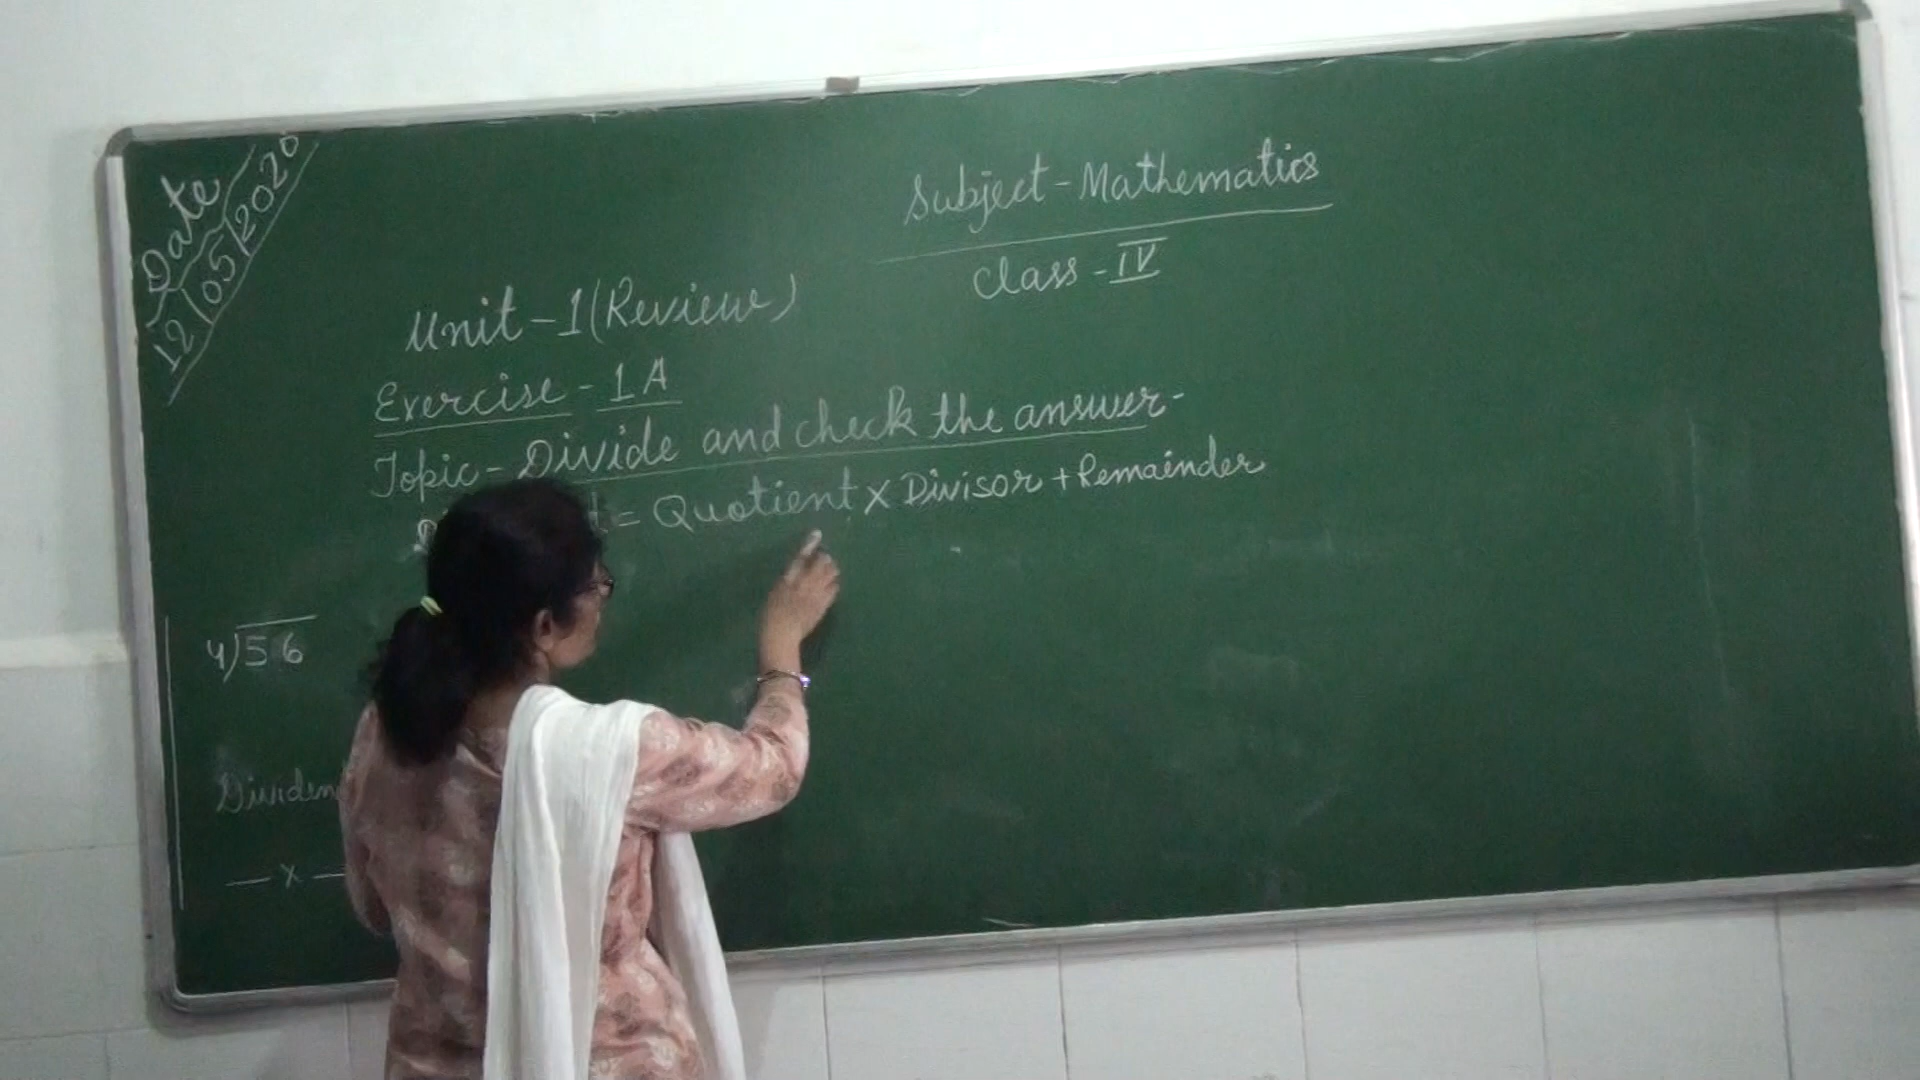 Date
12/05/2020
Subject-Mathematics
Class-IV
Unit-1(Review)
Exercise-1A
Topic-Divide and check the answer-
= Quotient x Divisor + Remainder
4)56
— x —